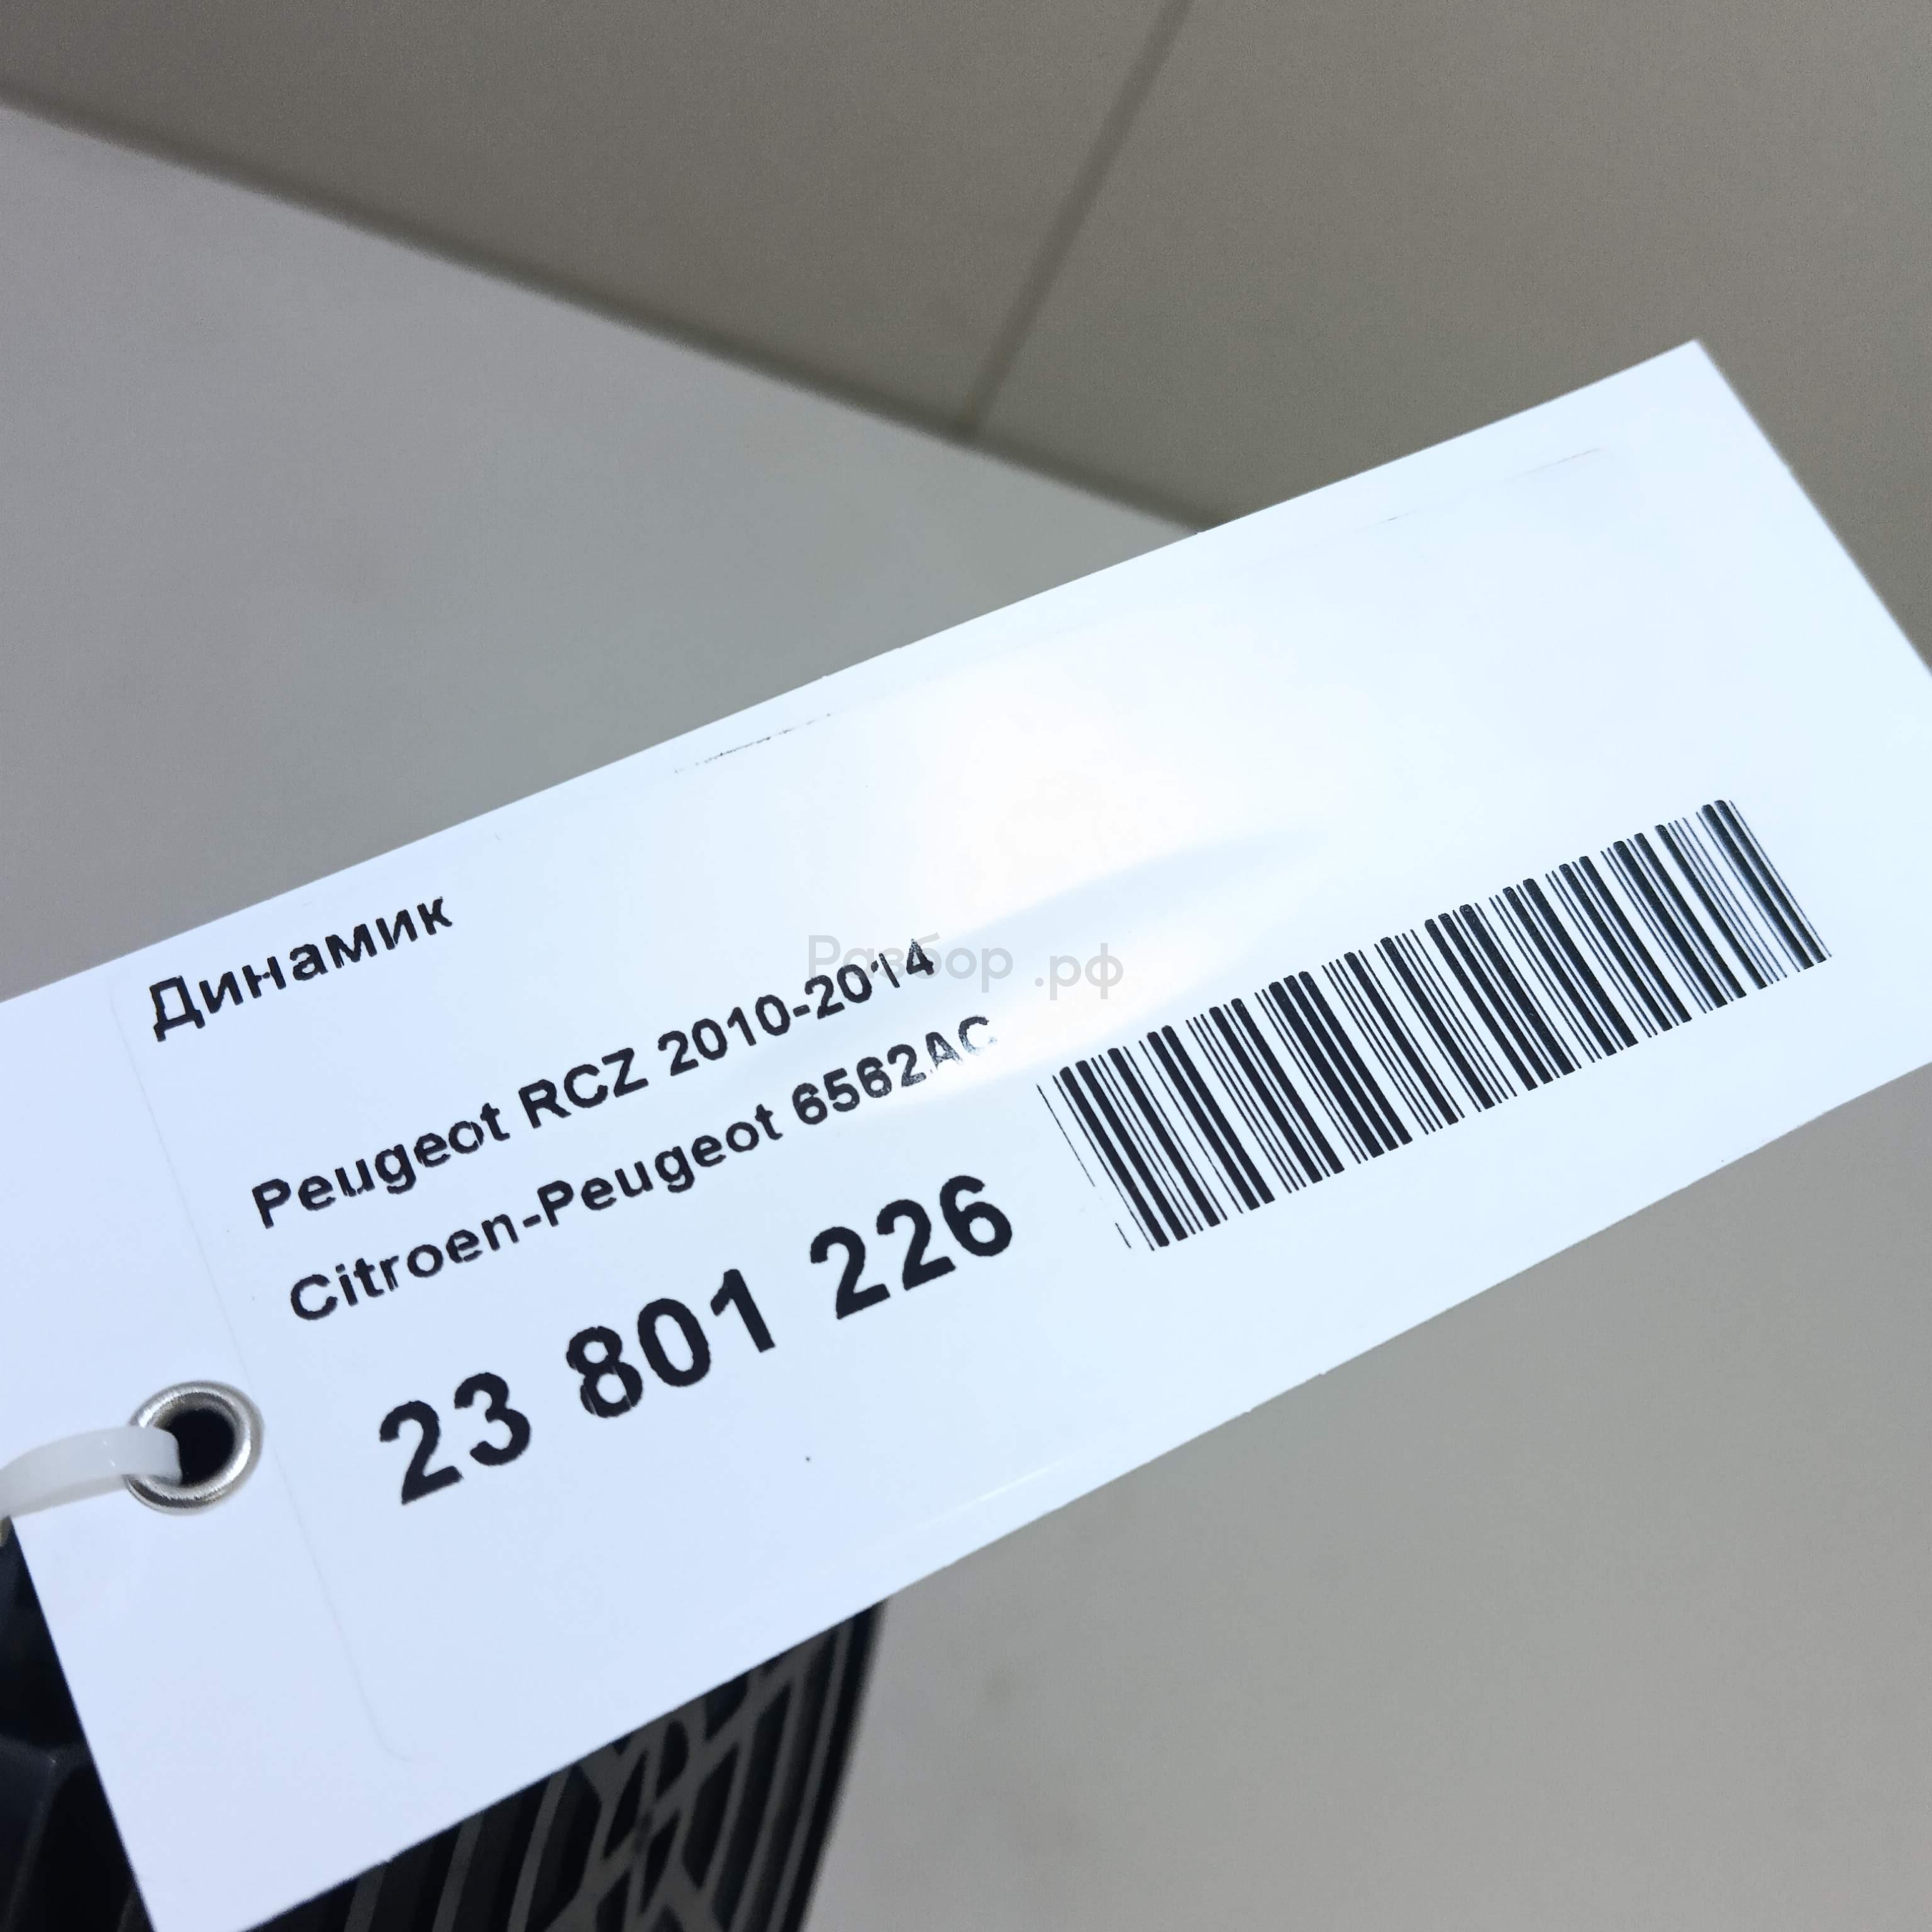 Динамик
Peugeot RCZ 2010-2014
Citroen-Peugeot 6562AC
23 801 226
Разбор .рф